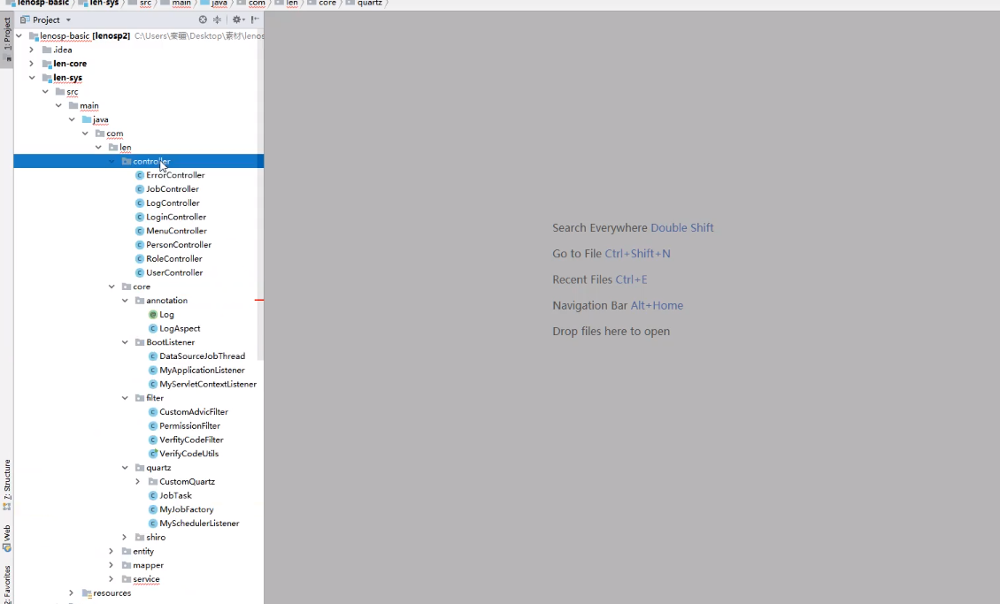 lenosp-basic len-sys src main java com len core quartz
Project
1: Project
lenosp-basic [lenosp2] C:\Users\
\Desktop\素材\lenos
.idea
len-core
len-sys
src
main
java
com
len
controller
ErrorController
JobController
LogController
LoginController
MenuController
PersonController
RoleController
UserController
core
annotation
Log
LogAspect
BootListener
DataSourceJobThread
MyApplicationListener
MyServletContextListener
filter
CustomAdvicFilter
PermissionFilter
VerfityCodeFilter
VerifyCodeUtils
quartz
CustomQuartz
JobTask
MyJobFactory
MySchedulerListener
shiro
entity
mapper
service
resources
7: Structure
Web
2: Favorites
Search Everywhere Double Shift
Go to File Ctrl+Shift+N
Recent Files Ctrl+E
Navigation Bar Alt+Home
Drop files here to open